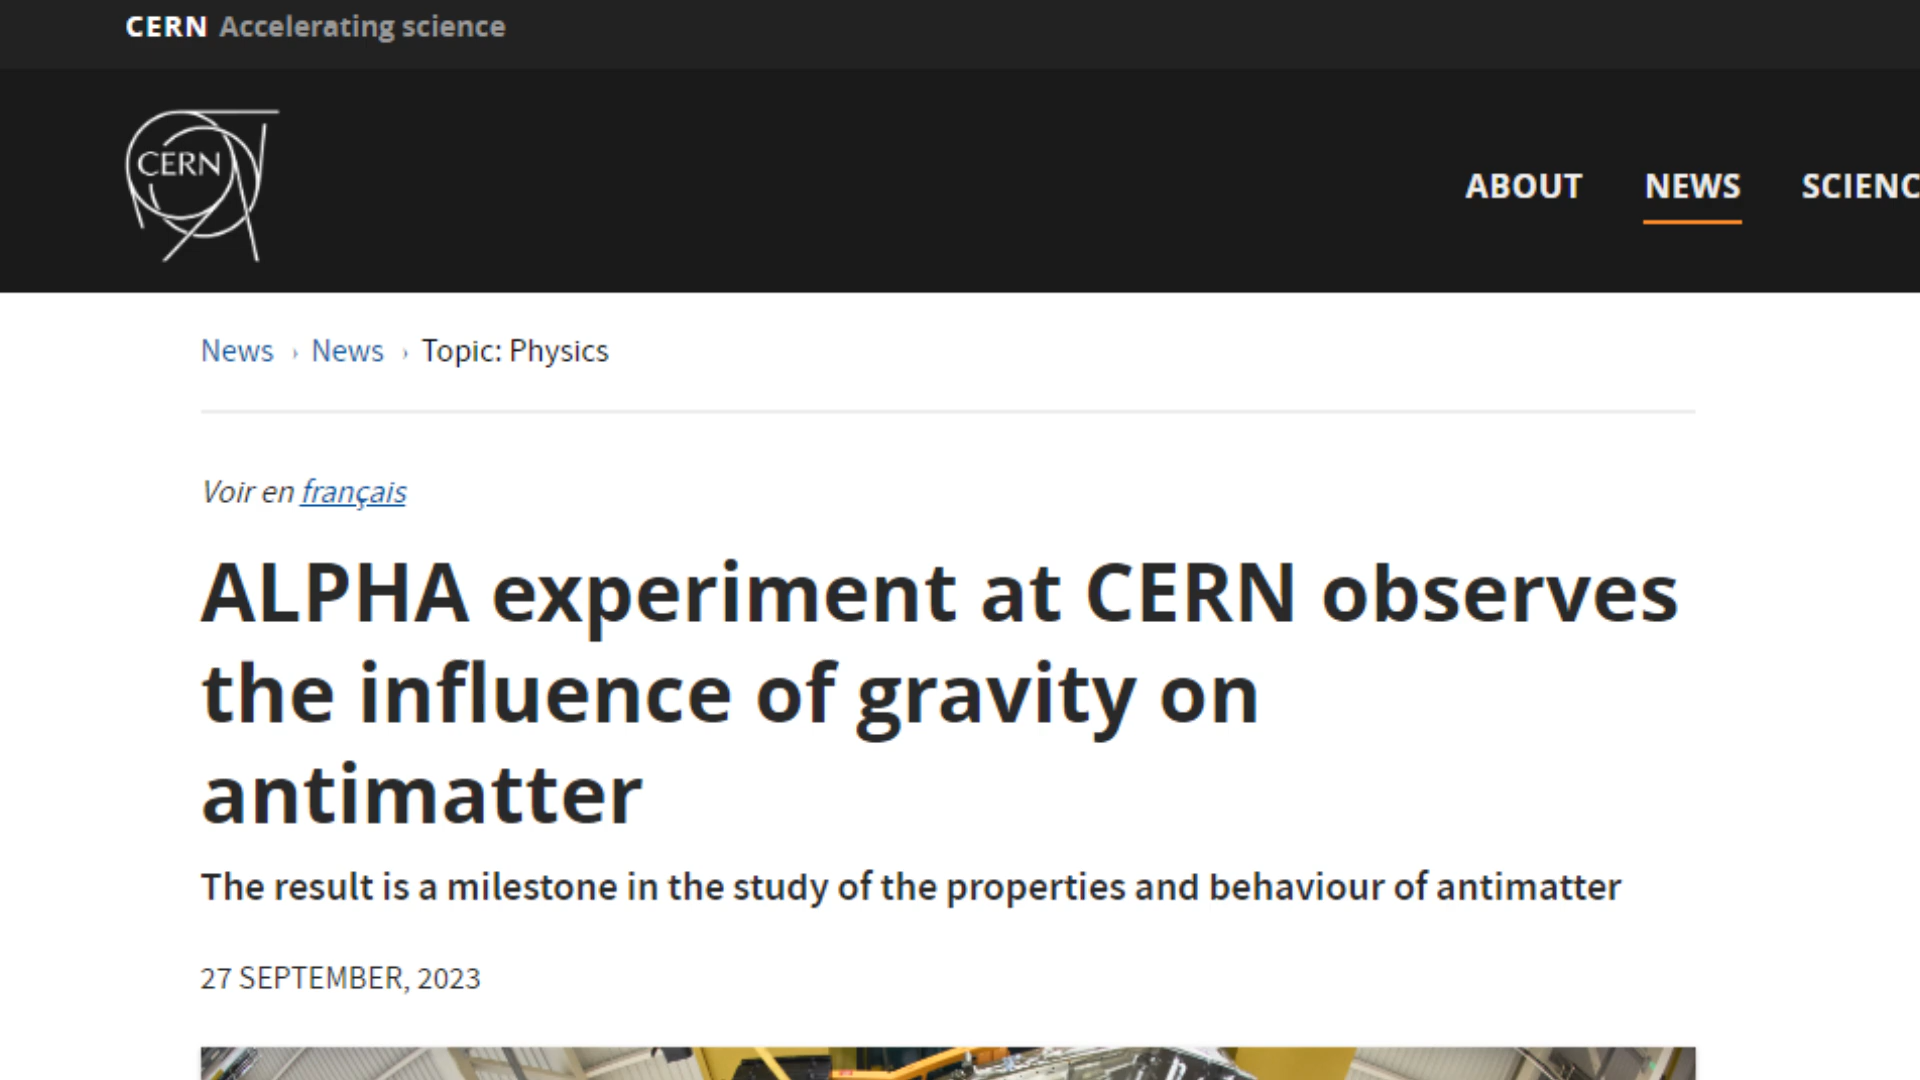 CERN Accelerating science
CERN
ABOUT NEWS SCIENC
News › News › Topic: Physics
Voir en français
ALPHA experiment at CERN observes
the influence of gravity on
antimatter
The result is a milestone in the study of the properties and behaviour of antimatter
27 SEPTEMBER, 2023